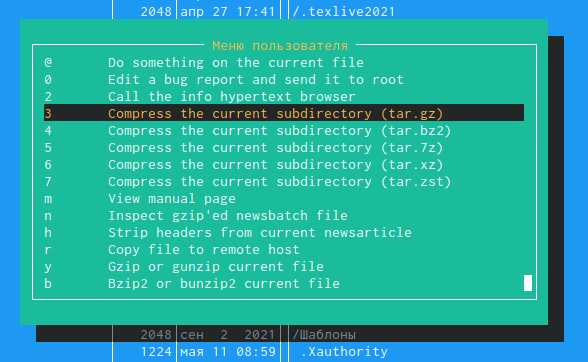 2048 апр 27 17:41 /.texlive2021
Меню пользователя
@ Do something on the current file
0 Edit a bug report and send it to root
2 Call the info hypertext browser
3 Compress the current subdirectory (tar.gz)
4 Compress the current subdirectory (tar.bz2)
5 Compress the current subdirectory (tar.7z)
6 Compress the current subdirectory (tar.xz)
7 Compress the current subdirectory (tar.zst)
m View manual page
n Inspect gzip'ed newsbatch file
h Strip headers from current newsarticle
r Copy file to remote host
y Gzip or gunzip current file
b Bzip2 or bunzip2 current file
2048 сен 2 2021 /Шаблоны
1224 мая 11 08:59 .Xauthority